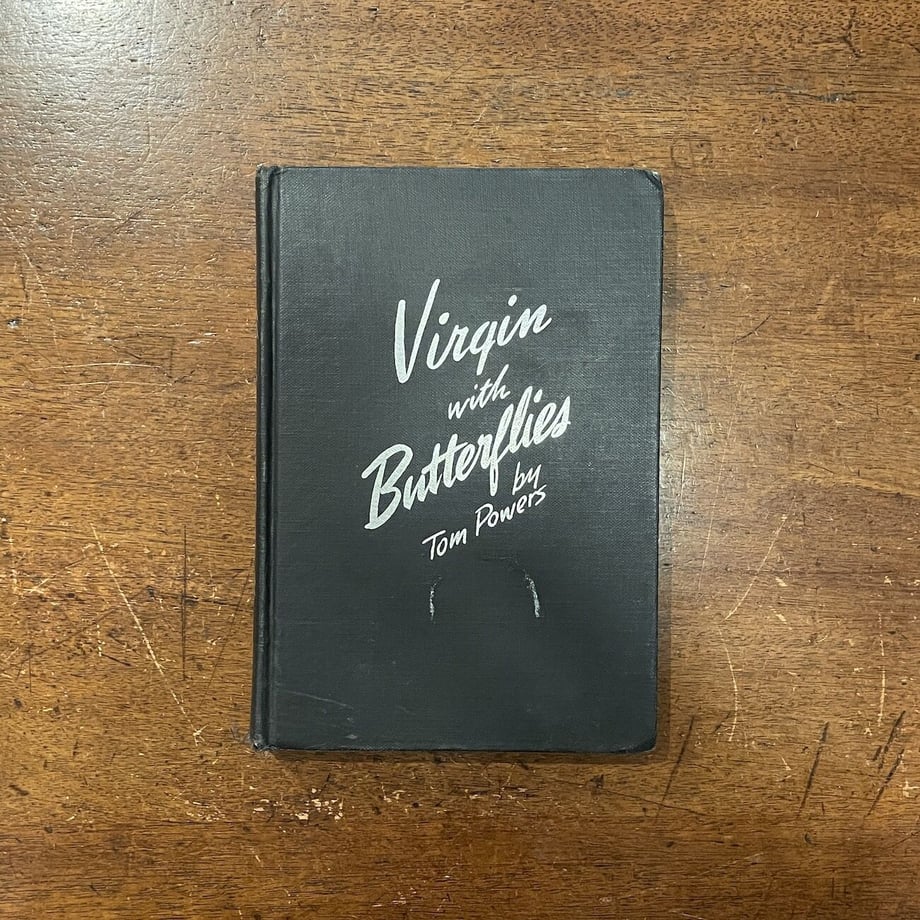 Virgin
with
Butterflies
by
Tom Powers